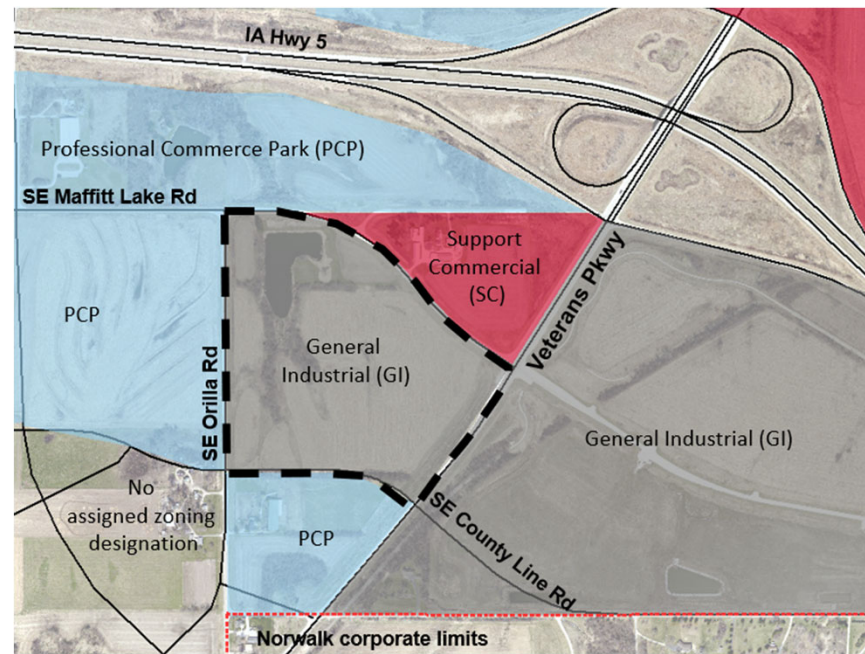 IA Hwy 5
Professional Commerce Park (PCP)
SE Maffitt Lake Rd
Support
Commercial
(SC)
Veterans Pkwy
PCP
General
Industrial (GI)
SE Orilla Rd
General Industrial (GI)
No
assigned zoning
designation
PCP
SE County Line Rd
Norwalk corporate limits